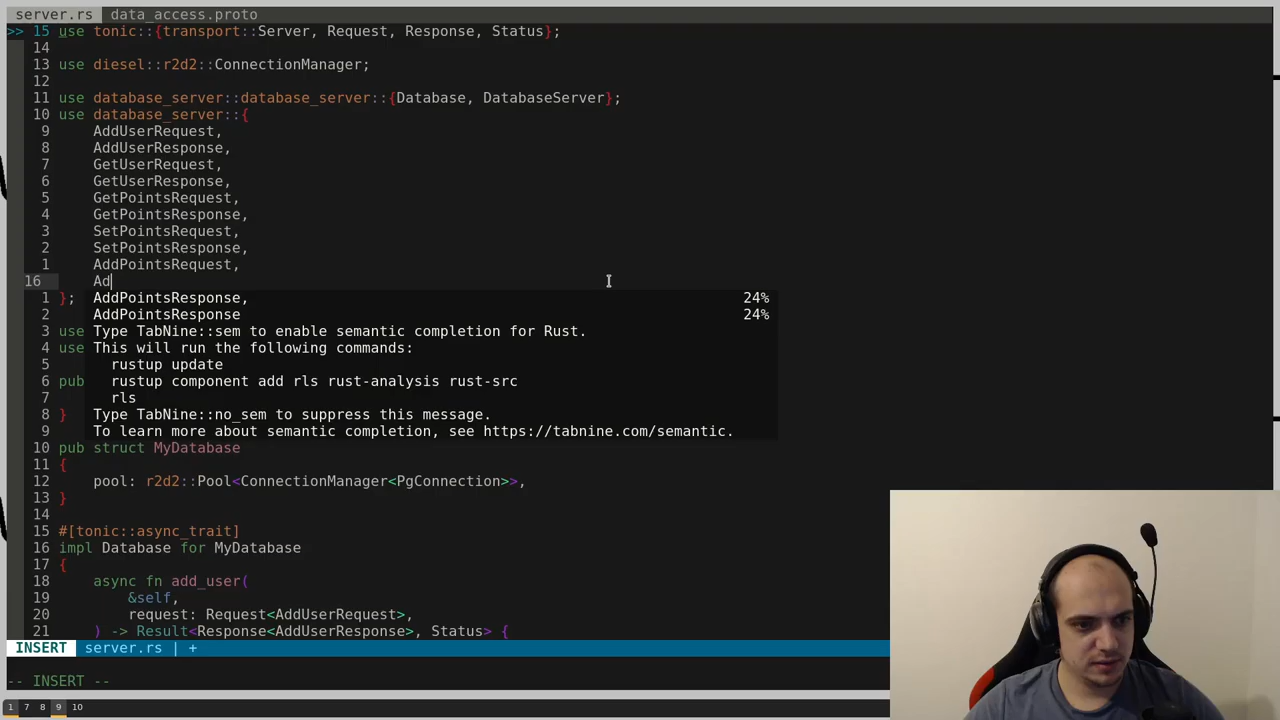 server.rs data_access.proto
>> 15 use tonic::{transport::Server, Request, Response, Status};
14
13 use diesel::r2d2::ConnectionManager;
12
11 use database_server::database_server::{Database, DatabaseServer};
10 use database_server::{
9 AddUserRequest,
8 AddUserResponse,
7 GetUserRequest,
6 GetUserResponse,
5 GetPointsRequest,
4 GetPointsResponse,
3 SetPointsRequest,
2 SetPointsResponse,
1 AddPointsRequest,
16 Ad
1 }; AddPointsResponse, 24%
2 AddPointsResponse 24%
3 use Type TabNine::sem to enable semantic completion for Rust.
4 use This will run the following commands:
5 rustup update
6 pub rustup component add rls rust-analysis rust-src
7 rls
8 } Type TabNine::no_sem to suppress this message.
9 To learn more about semantic completion, see https://tabnine.com/semantic.
10 pub struct MyDatabase
11 {
12 pool: r2d2::Pool<ConnectionManager<PgConnection>>,
13 }
14
15 #[tonic::async_trait]
16 impl Database for MyDatabase
17 {
18 async fn add_user(
19 &self,
20 request: Request<AddUserRequest>,
21 ) -> Result<Response<AddUserResponse>, Status> {
INSERT server.rs | +
-- INSERT --
1 7 8 9 10